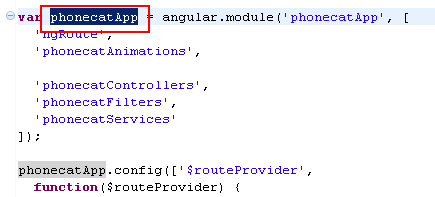 var phonecatApp = angular.module('phonecatApp', [
'ngRoute',
'phonecatAnimations',
'phonecatControllers',
'phonecatFilters',
'phonecatServices'
]);
phonecatApp.config(['$routeProvider',
function($routeProvider) {